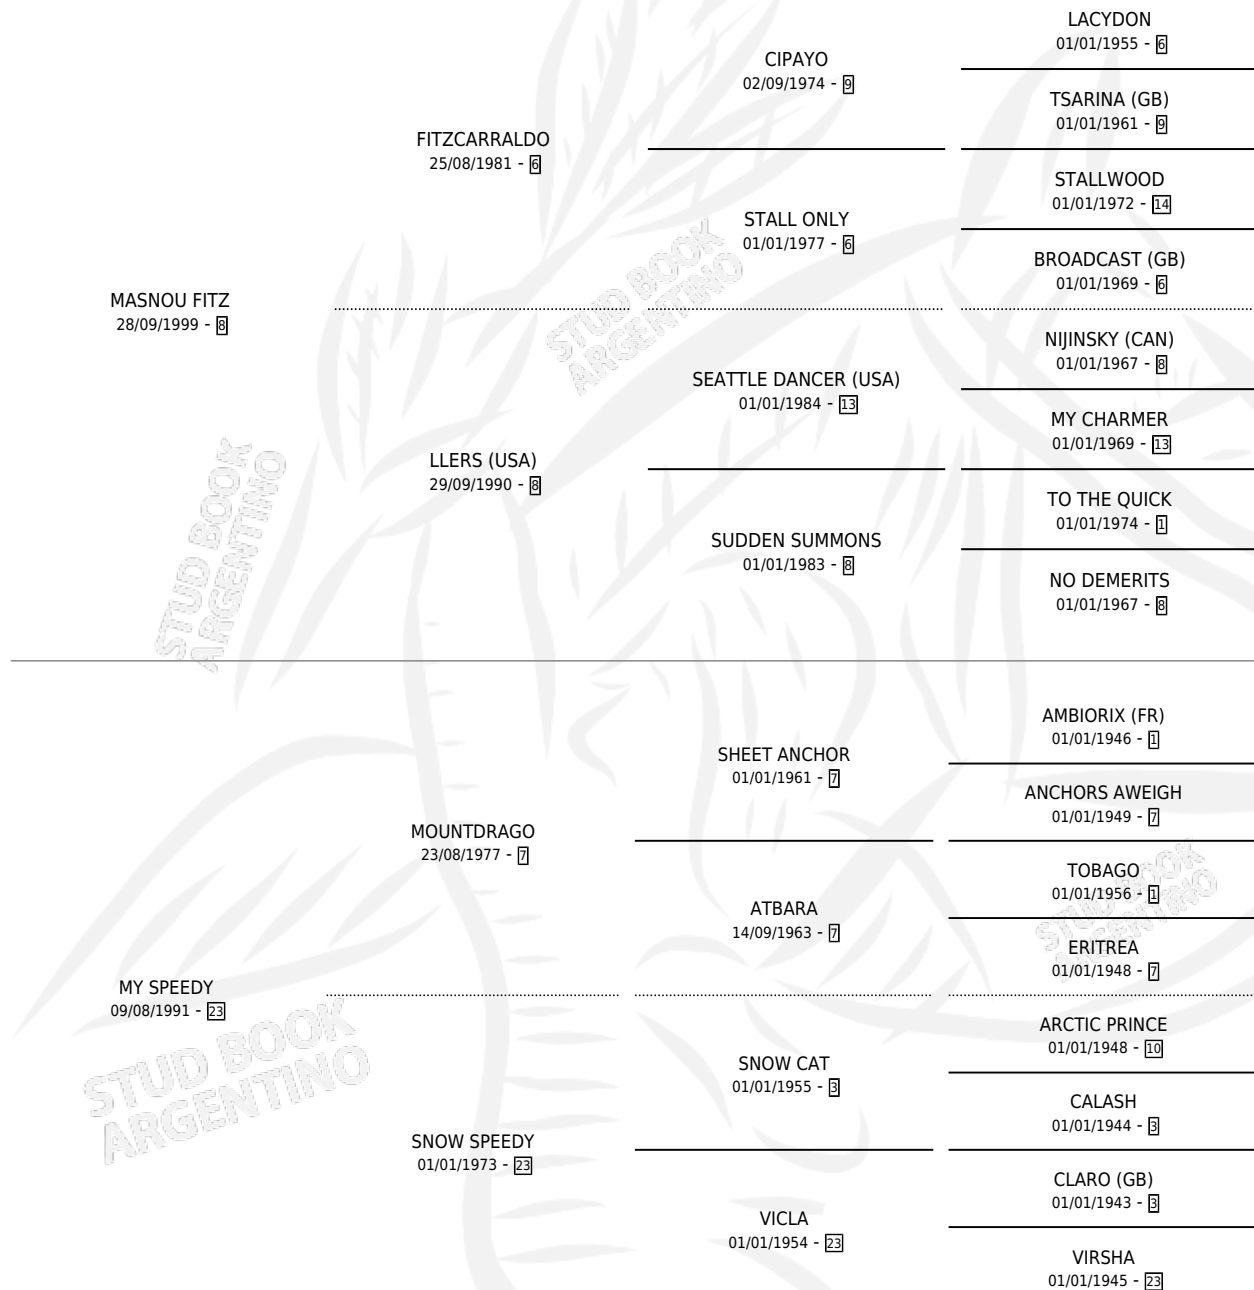 LACYDON
01/01/1955 - 6
CIPAYO
02/09/1974 - 9
TSARINA (GB)
01/01/1961 - 9
FITZCARRALDO
25/08/1981 - 6
STALLWOOD
01/01/1972 - 14
STALL ONLY
01/01/1977 - 6
BROADCAST (GB)
01/01/1969 - 6
MASNOU FITZ
28/09/1999 - 8
STUD BOOK
ARGENTINO
NIJINSKY (CAN)
01/01/1967 - 8
SEATTLE DANCER (USA)
01/01/1984 - 13
MY CHARMER
01/01/1969 - 13
LLERS (USA)
29/09/1990 - 8
TO THE QUICK
01/01/1974 - 1
SUDDEN SUMMONS
01/01/1983 - 8
NO DEMERITS
01/01/1967 - 8
STUD BOOK
ARGENTINO
AMBIORIX (FR)
01/01/1946 - 1
SHEET ANCHOR
01/01/1961 - 7
ANCHORS AWEIGH
01/01/1949 - 7
MOUNTDRAGO
23/08/1977 - 7
TOBAGO
01/01/1956 - 1
ATBARA
14/09/1963 - 7
ERITREA
01/01/1948 - 7
STUD BOOK
ARGENTINO
MY SPEEDY
09/08/1991 - 23
ARCTIC PRINCE
01/01/1948 - 10
SNOW CAT
01/01/1955 - 3
CALASH
01/01/1944 - 3
STUD BOOK
ARGENTINO
SNOW SPEEDY
01/01/1973 - 23
CLARO (GB)
01/01/1943 - 3
VICLA
01/01/1954 - 23
VIRSHA
01/01/1945 - 23